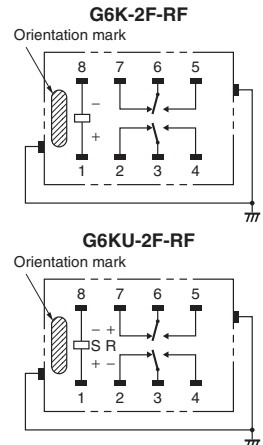 G6K-2F-RF
Orientation mark
8 7 6 5
−
+
1 2 3 4
G6KU-2F-RF
Orientation mark
8 7 6 5
− +
S R
+ −
1 2 3 4